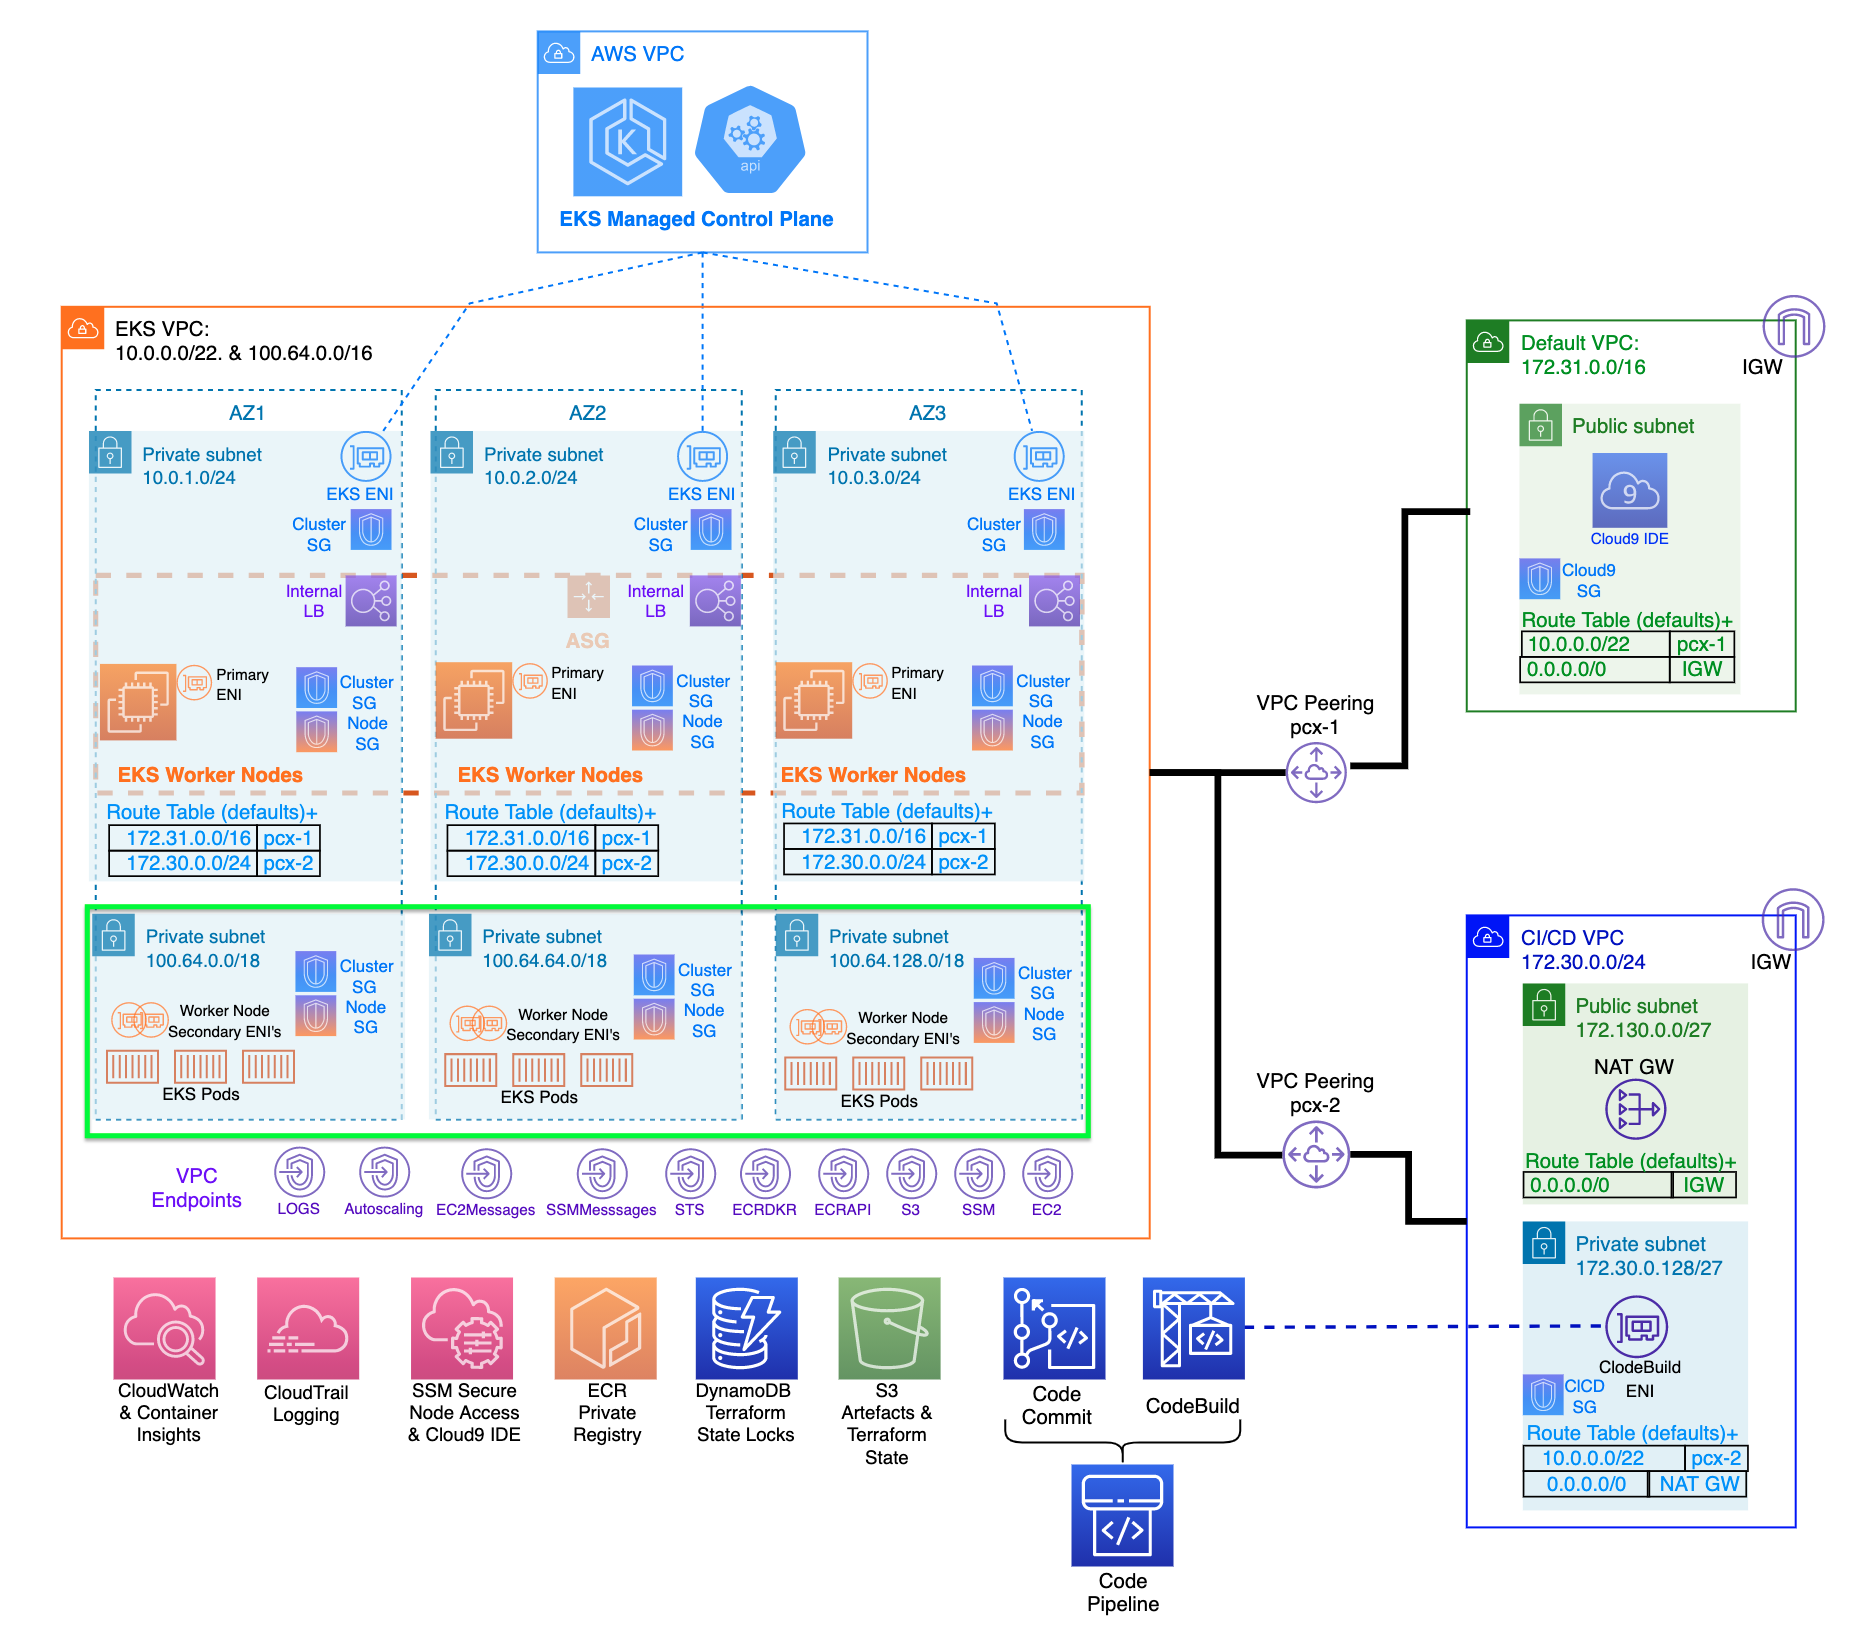 AWS VPC
K
api
EKS Managed Control Plane
EKS VPC:
10.0.0.0/22. & 100.64.0.0/16
AZ1
Private subnet
10.0.1.0/24
EKS ENI
Cluster
SG
Internal
LB
Primary
ENI
Cluster
SG
Node
SG
EKS Worker Nodes
Route Table (defaults)+
172.31.0.0/16 pcx-1
172.30.0.0/24 pcx-2
AZ2
Private subnet
10.0.2.0/24
EKS ENI
Cluster
SG
ASG
Internal
LB
Primary
ENI
Cluster
SG
Node
SG
EKS Worker Nodes
Route Table (defaults)+
172.31.0.0/16 pcx-1
172.30.0.0/24 pcx-2
AZ3
Private subnet
10.0.3.0/24
EKS ENI
Cluster
SG
Internal
LB
Primary
ENI
Cluster
SG
Node
SG
EKS Worker Nodes
Route Table (defaults)+
172.31.0.0/16 pcx-1
172.30.0.0/24 pcx-2
Private subnet
100.64.0.0/18
Cluster
SG
Node
SG
Worker Node
Secondary ENI's
EKS Pods
Private subnet
100.64.64.0/18
Cluster
SG
Node
SG
Worker Node
Secondary ENI's
EKS Pods
Private subnet
100.64.128.0/18
Cluster
SG
Node
SG
Worker Node
Secondary ENI's
EKS Pods
VPC
Endpoints
LOGS
Autoscaling
EC2Messages
SSMMesssages
STS
ECRDKR
ECRAPI
S3
SSM
EC2
VPC Peering
pcx-1
VPC Peering
pcx-2
Default VPC:
172.31.0.0/16
IGW
Public subnet
9
Cloud9 IDE
Cloud9
SG
Route Table (defaults)+
10.0.0.0/22 pcx-1
0.0.0.0/0 IGW
CI/CD VPC
172.30.0.0/24
IGW
Public subnet
172.130.0.0/27
NAT GW
Route Table (defaults)+
0.0.0.0/0 IGW
Private subnet
172.30.0.128/27
ClodeBuild
ENI
CICD
SG
Route Table (defaults)+
10.0.0.0/22 pcx-2
0.0.0.0/0 NAT GW
CloudWatch
& Container
Insights
CloudTrail
Logging
SSM Secure
Node Access
& Cloud9 IDE
ECR
Private
Registry
DynamoDB
Terraform
State Locks
S3
Artefacts &
Terraform
State
</>
Code
Commit
</>
CodeBuild
</>
Code
Pipeline